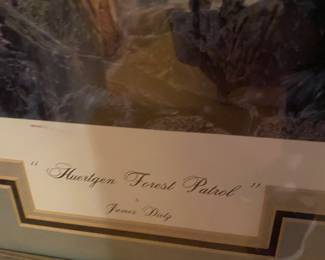 " Huertgen Forest Patrol "
James Dietz